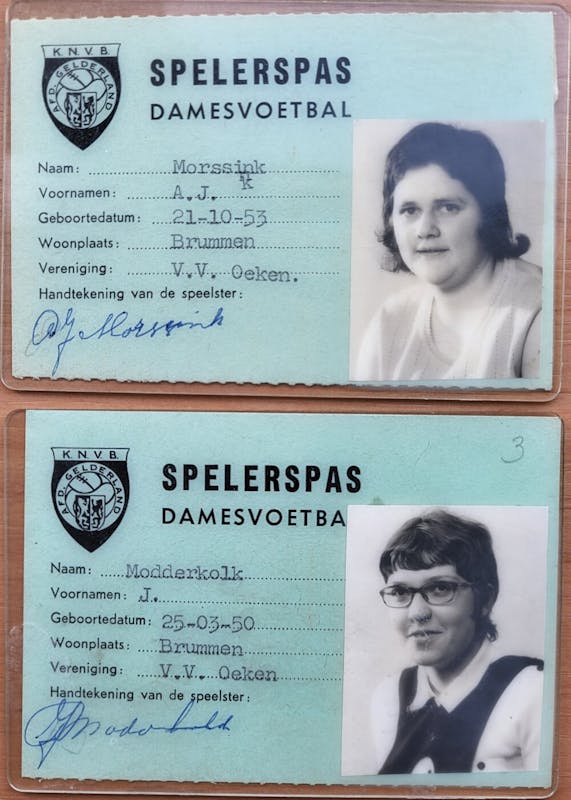 K.N.V.B.
AFD. GELDERLAND
SPELERSPAS
DAMESVOETBAL
Naam: Morssink
k
Voornamen: A.J.
Geboortedatum: 21-10-53
Woonplaats: Brummen
Vereniging: V.V. Oeken.
Handtekening van de speelster:
AJ Morssink
K.N.V.B.
AFD. GELDERLAND
3
SPELERSPAS
DAMESVOETBA
Naam: Modderkolk
Voornamen: J.
Geboortedatum: 25-03-50
Woonplaats: Brummen
Vereniging: V.V. Oeken
Handtekening van de speelster: